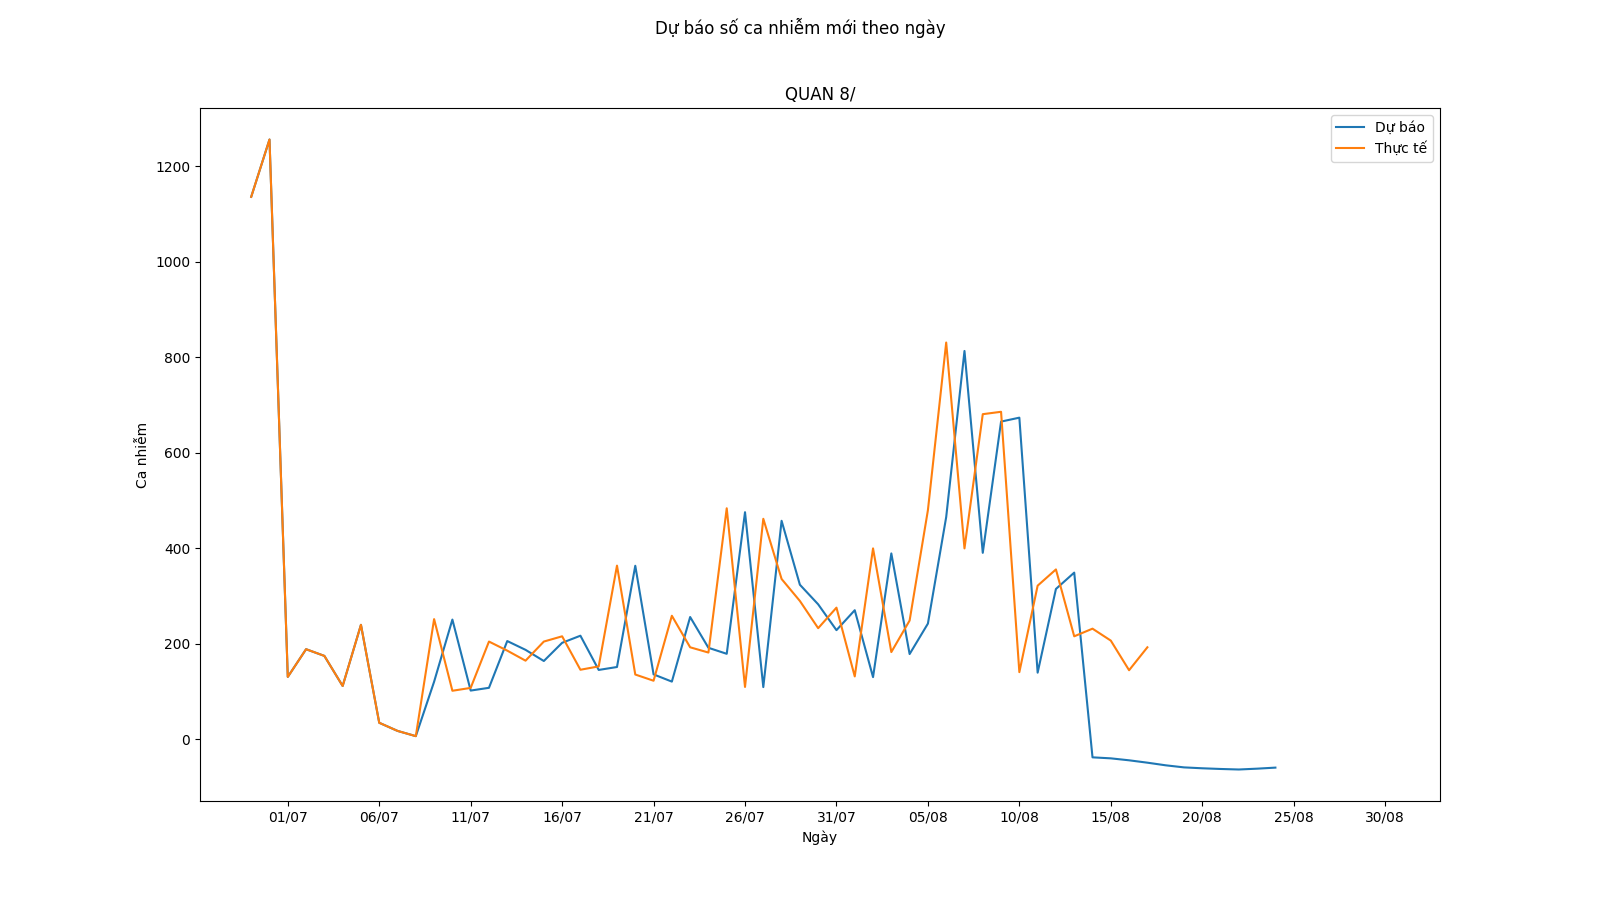 Dự báo số ca nhiễm mới theo ngày
QUAN 8/
Dự báo
Thực tế
1200
1000
800
600
400
200
0
Ca nhiễm
01/07 06/07 11/07 16/07 21/07 26/07 31/07 05/08 10/08 15/08 20/08 25/08 30/08
Ngày